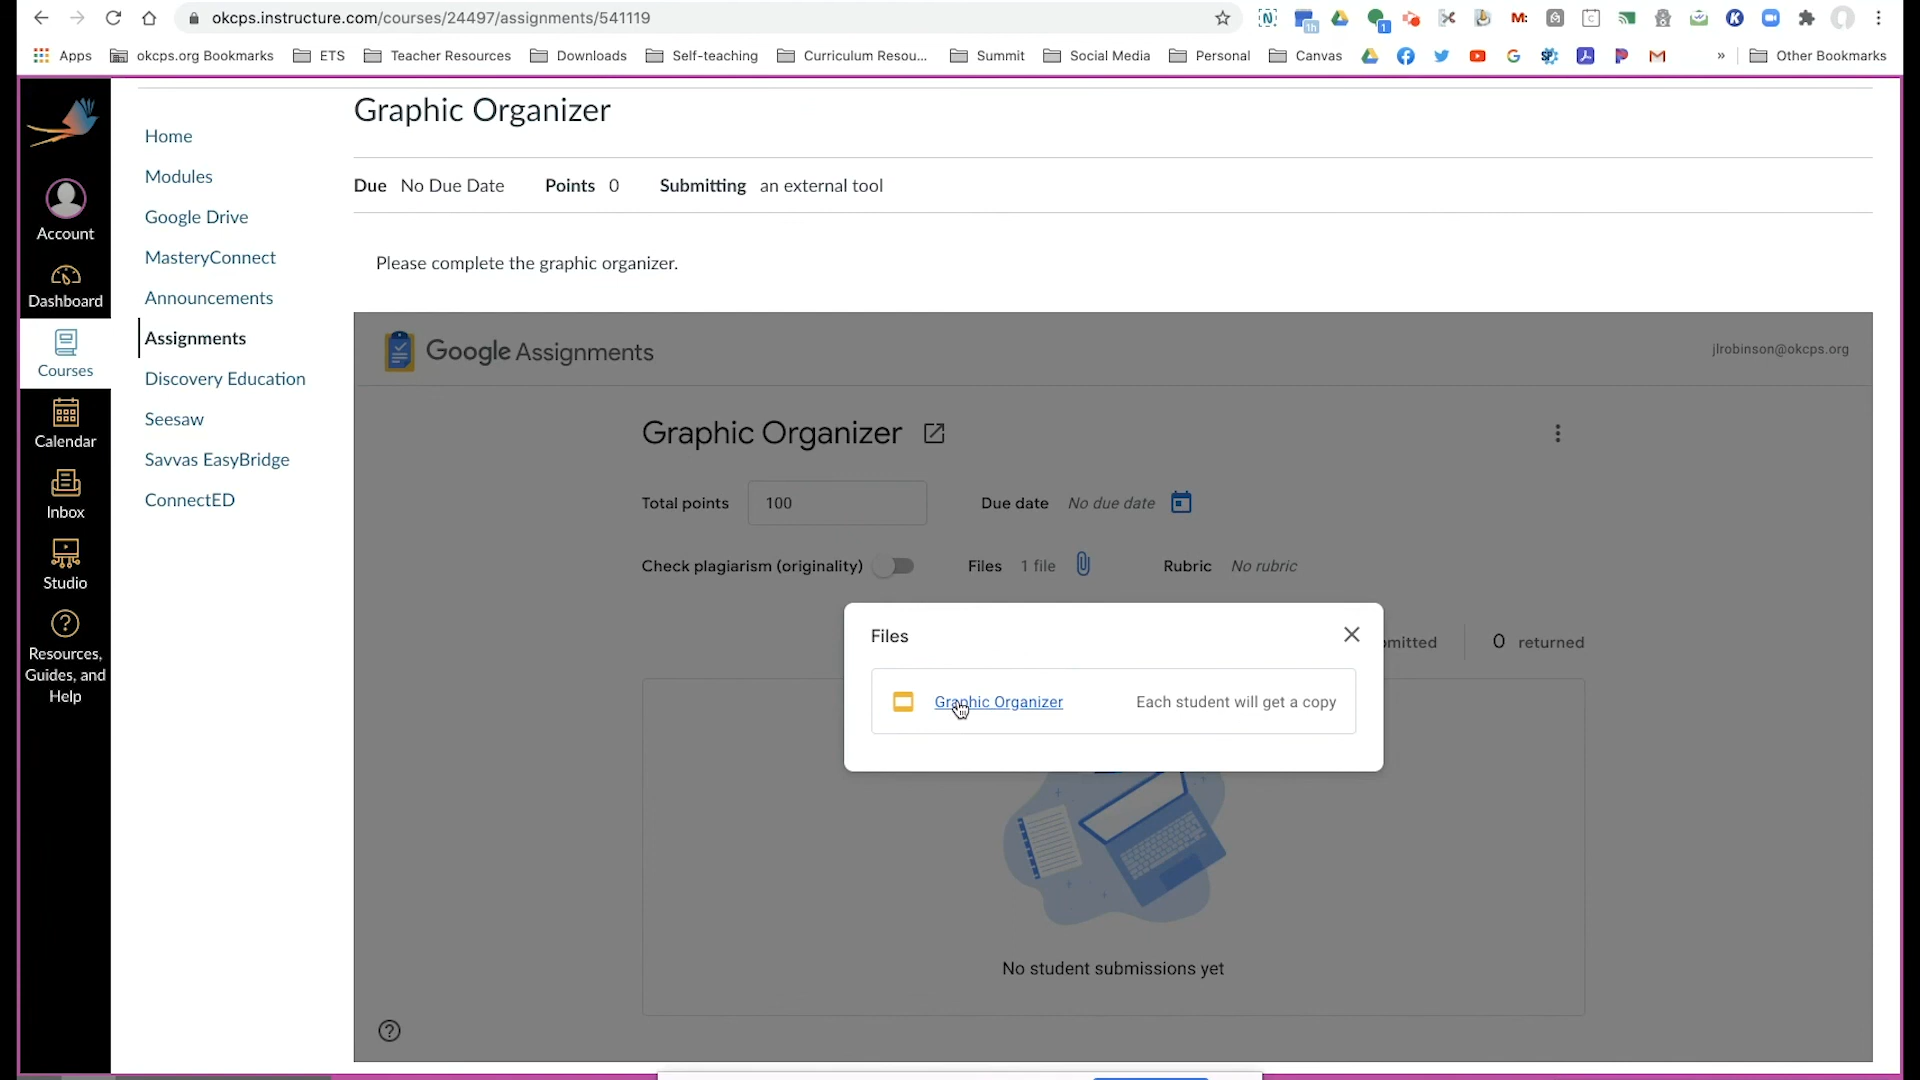 okcps.instructure.com/courses/24497/assignments/541119
Apps okcps.org Bookmarks ETS Teacher Resources Downloads Self-teaching Curriculum Resou... Summit Social Media Personal Canvas » Other Bookmarks
Graphic Organizer
Home
Modules
Google Drive
MasteryConnect
Announcements
Assignments
Discovery Education
Seesaw
Savvas EasyBridge
ConnectED
Account
Dashboard
Courses
Calendar
Inbox
Studio
Resources,
Guides, and
Help
Due No Due Date Points 0 Submitting an external tool
Please complete the graphic organizer.
Google Assignments
jlrobinson@okcps.org
Graphic Organizer
Total points 100 Due date No due date
Check plagiarism (originality) Files 1 file Rubric No rubric
0 returned
Files
Graphic Organizer Each student will get a copy
No student submissions yet